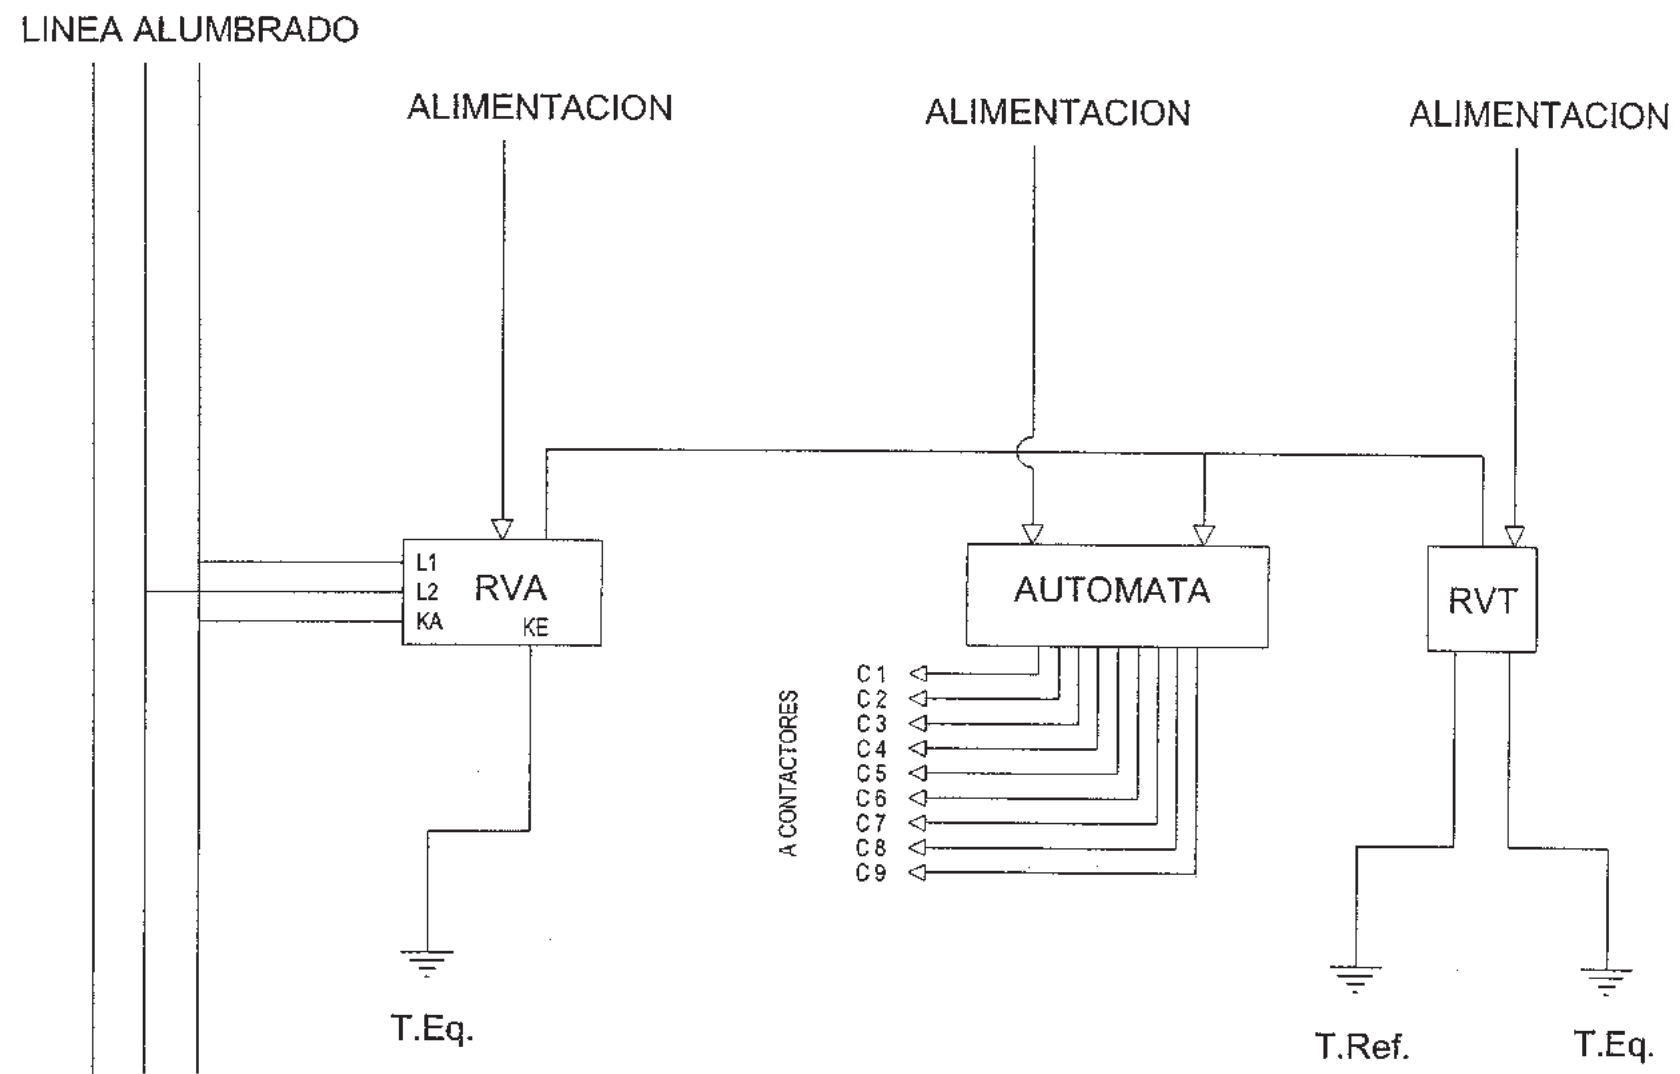 LINEA ALUMBRADO
ALIMENTACION
ALIMENTACION
ALIMENTACION
L1
L2
KA
RVA
KE
AUTOMATA
RVT
A CONTACTORES
C1
C2
C3
C4
C5
C6
C7
C8
C9
T.Eq.
T.Ref.
T.Eq.